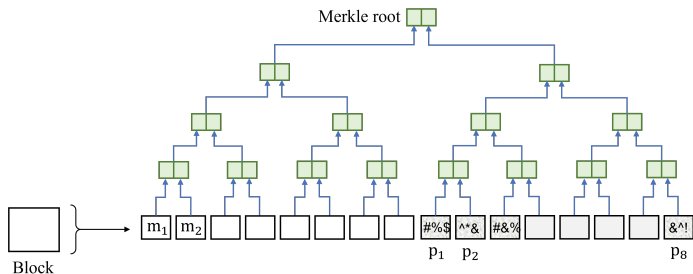 Merkle root
m₁ m₂ #%$ ^*& #&% &^!
p₁ p₂ p₈
Block